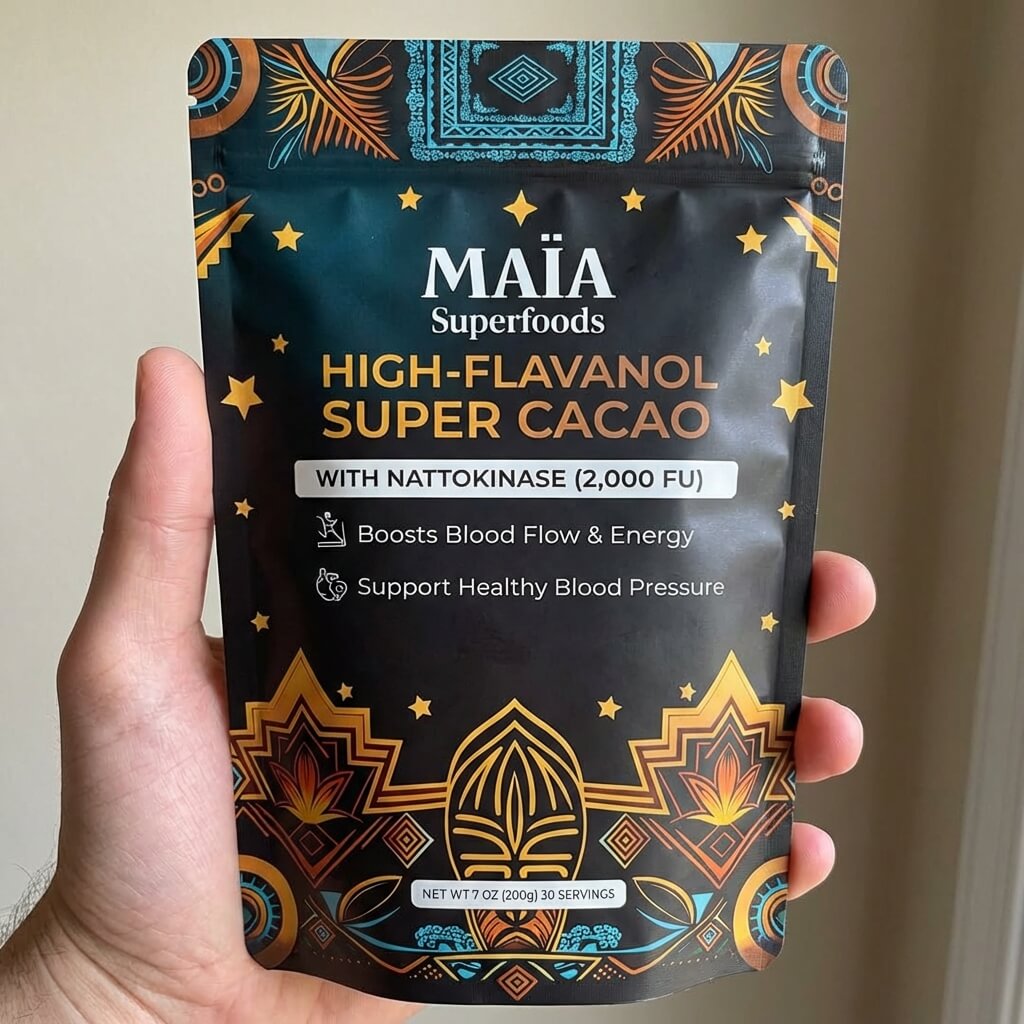 MAÏA
Superfoods
HIGH-FLAVANOL
SUPER CACAO
WITH NATTOKINASE (2,000 FU)
Boosts Blood Flow & Energy
Support Healthy Blood Pressure
NET WT 7 OZ (200g) 30 SERVINGS